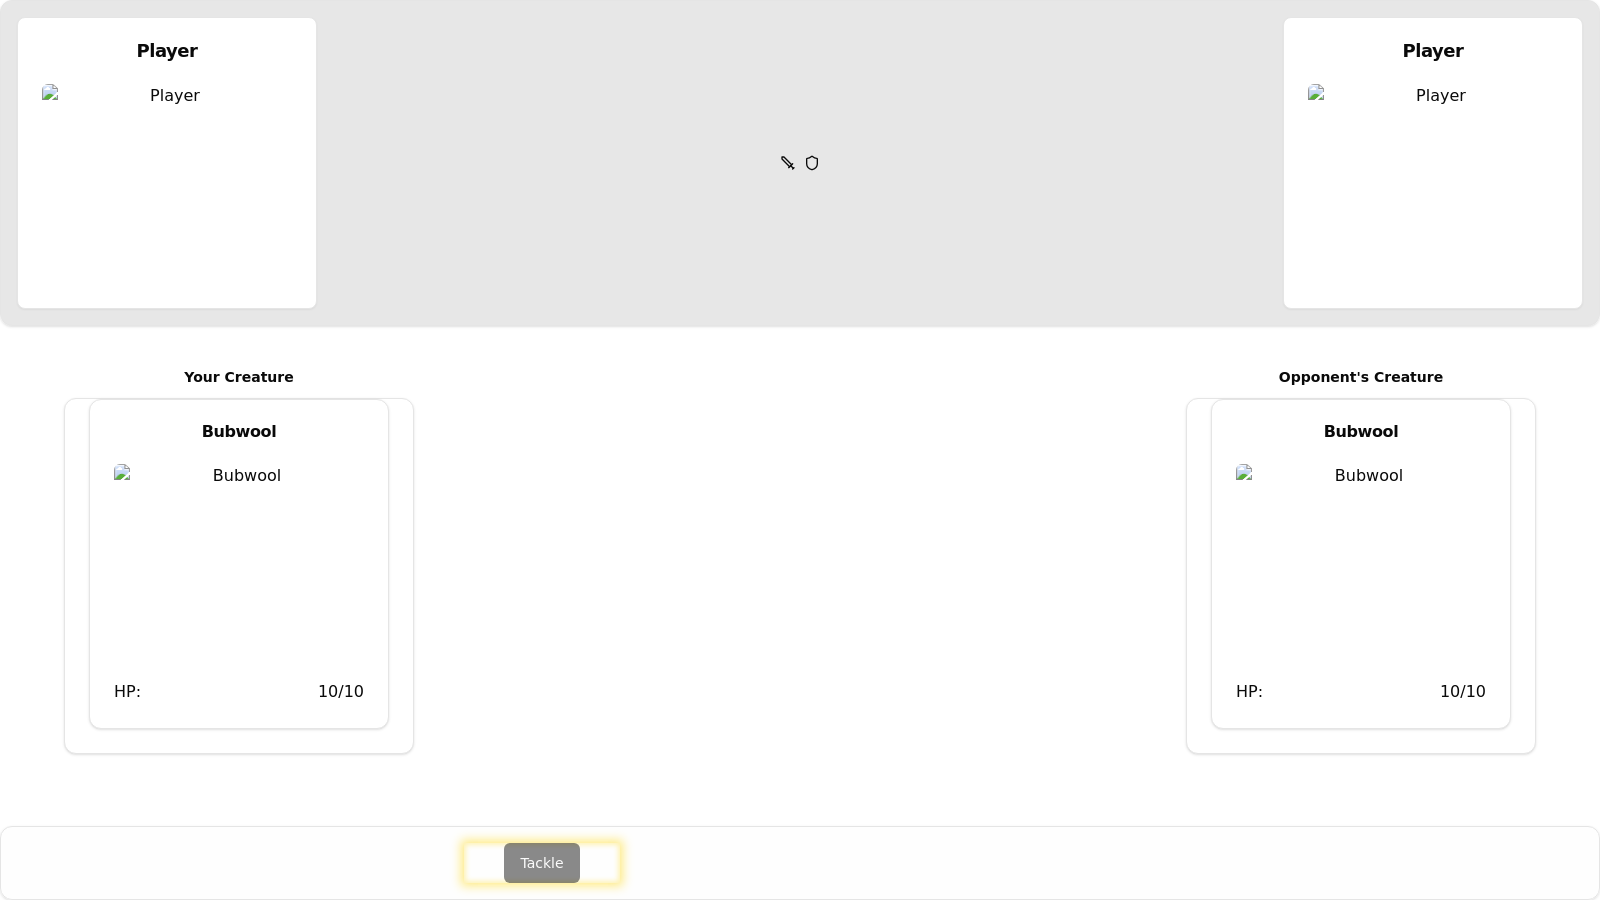 Player
Player
Player
Player
Your Creature
Opponent's Creature
Bubwool
Bubwool
Bubwool
Bubwool
HP: 10/10
HP: 10/10
Tackle